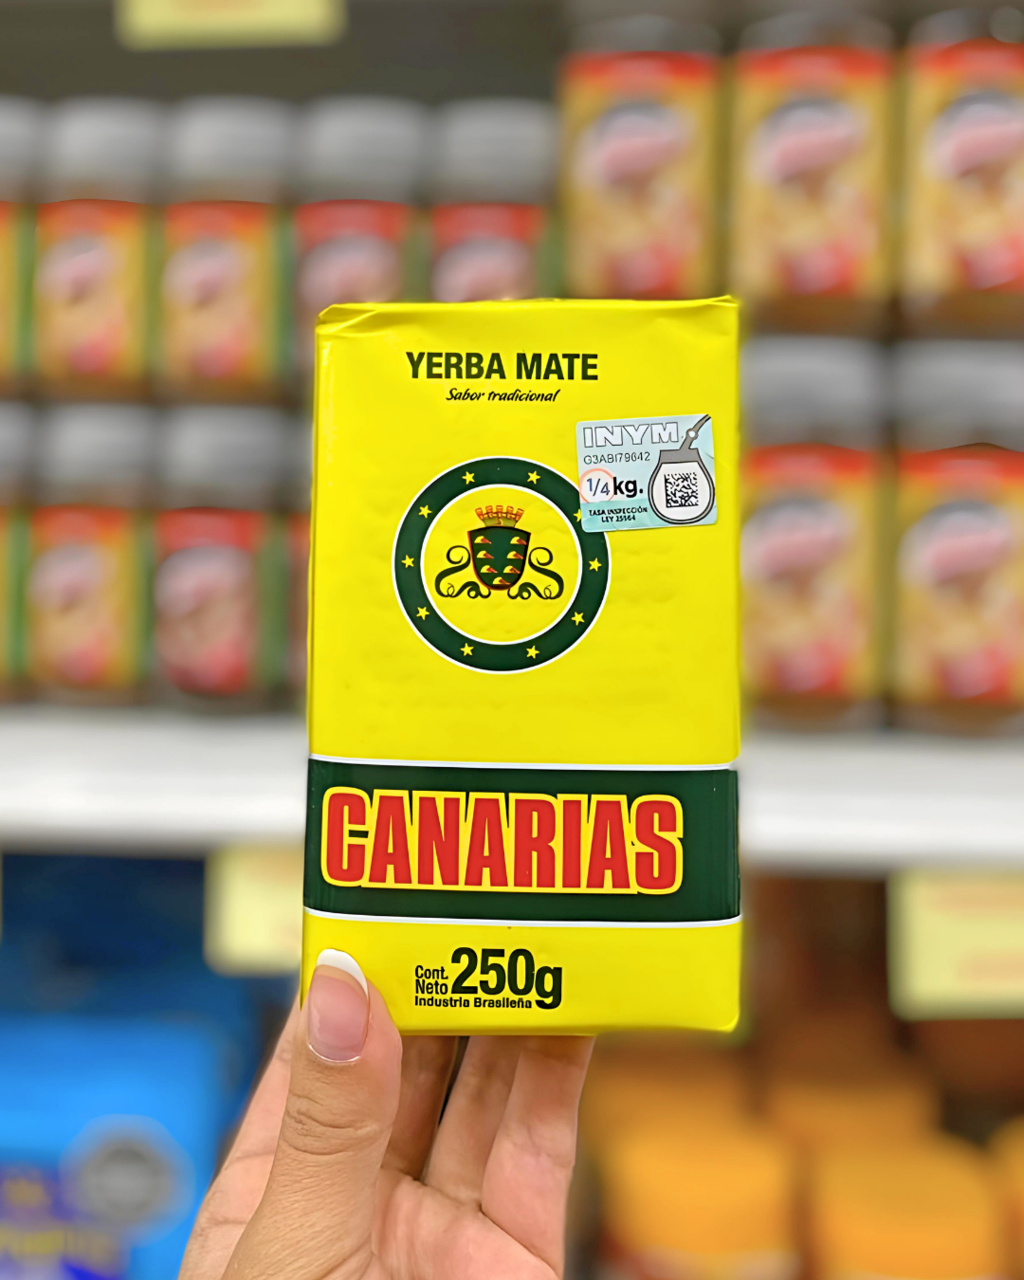 YERBA MATE
Sabor tradicional
INYM
G3ABI79642
1/4 kg.
TASA INSPECCIÓN
LEY 25564
CANARIAS
Cont.
Neto 250g
Industria Brasileña